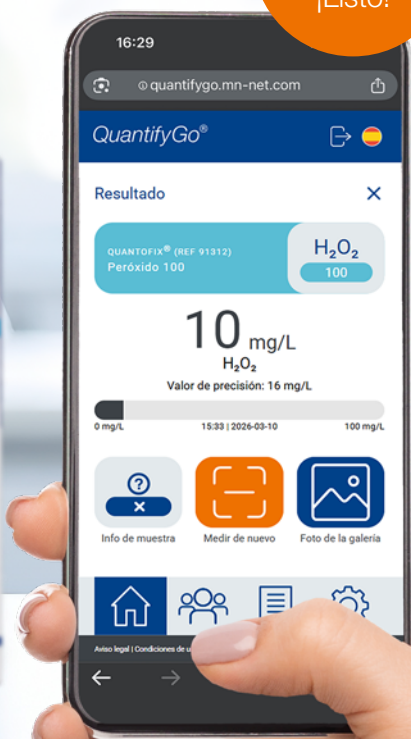 ¡Listo!
16:29
quantifygo.mn-net.com
QuantifyGo®
Resultado
QUANTOFIX® (REF 91312)
Peróxido 100
H₂O₂
100
10 mg/L
H₂O₂
Valor de precisión: 16 mg/L
0 mg/L 15:33 | 2026-03-10 100 mg/L
Info de muestra Medir de nuevo Foto de la galería
Aviso legal | Condiciones de